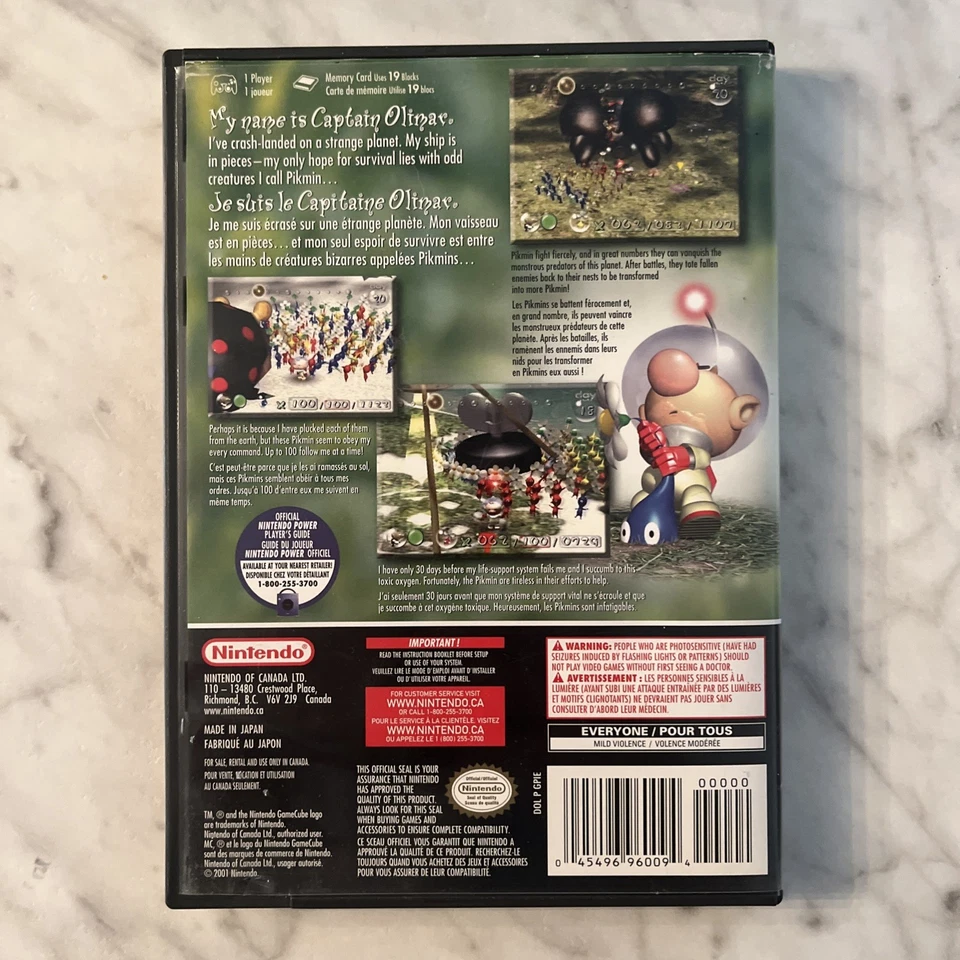 1 Player
1 joueur
Memory Card Uses 19 Blocks
Carte de mémoire Utilise 19 blocs
My name is Captain Olimar.
I've crash-landed on a strange planet. My ship is
in pieces—my only hope for survival lies with odd
creatures I call Pikmin...
Je suis le Capitaine Olimar.
Je me suis écrasé sur une étrange planète. Mon vaisseau
est en pièces...et mon seul espoir de survivre est entre
les mains de créatures bizarres appelées Pikmins...
day
20
Pikmin fight fiercely, and in great numbers they can vanquish the
monstrous predators of this planet. After battles, they tote fallen
enemies back to their nests to be transformed
into more Pikmin!
Les Pikmins se battent férocement et,
en grand nombre, ils peuvent vaincre
les monstrueux prédateurs de cette
planète. Après les batailles, ils
ramènent les ennemis dans leurs
nids pour les transformer
en Pikmins eux aussi !
100/100/1127
Perhaps it is because I have plucked each of them
from the earth, but these Pikmin seem to obey my
every command. Up to 100 follow me at a time!
C'est peut-être parce que je les ai ramassés au sol,
mais ces Pikmins semblent obéir à tous mes
ordres. Jusqu'à 100 d'entre eux me suivent en
même temps.
day
18
062/100/0729
I have only 30 days before my life-support system fails me and I succumb to this
toxic oxygen. Fortunately, the Pikmin are tireless in their efforts to help.
J'ai seulement 30 jours avant que mon système de support vital ne s'écroule et que
je succombe à cet oxygène toxique. Heureusement, les Pikmins sont infatigables.
OFFICIAL
NINTENDO POWER
PLAYER'S GUIDE
GUIDE DU JOUEUR
NINTENDO POWER OFFICIEL
AVAILABLE AT YOUR NEAREST RETAILER!
DISPONIBLE CHEZ VOTRE DÉTAILLANT
1-800-255-3700
Nintendo®
NINTENDO OF CANADA LTD.
110 – 13480 Crestwood Place,
Richmond, B.C. V6V 2J9 Canada
www.nintendo.ca
MADE IN JAPAN
FABRIQUÉ AU JAPON
FOR SALE, RENTAL AND USE ONLY IN CANADA.
POUR VENTE, LOCATION ET UTILISATION
AU CANADA SEULEMENT.
TM, ® and the Nintendo GameCube logo
are trademarks of Nintendo.
Nintendo of Canada Ltd., authorized user.
MC, ® et le logo du Nintendo GameCube
sont des marques de commerce de Nintendo.
Nintendo of Canada Ltd., usager autorisé.
© 2001 Nintendo.
IMPORTANT !
READ THE INSTRUCTION BOOKLET BEFORE SETUP
OR USE OF YOUR SYSTEM.
VEUILLEZ LIRE LE MODE D'EMPLOI AVANT D'INSTALLER
OU D'UTILISER VOTRE APPAREIL.
FOR CUSTOMER SERVICE VISIT
WWW.NINTENDO.CA
OR CALL 1-800-255-3700
POUR LE SERVICE À LA CLIENTÈLE, VISITEZ
WWW.NINTENDO.CA
OU APPELEZ LE 1 (800) 255-3700
THIS OFFICIAL SEAL IS YOUR
ASSURANCE THAT NINTENDO
HAS APPROVED THE
QUALITY OF THIS PRODUCT.
ALWAYS LOOK FOR THIS SEAL
WHEN BUYING GAMES AND
ACCESSORIES TO ENSURE COMPLETE COMPATIBILITY.
CE SCEAU OFFICIEL VOUS GARANTIT QUE NINTENDO A
APPROUVÉ LA QUALITÉ DE CE PRODUIT. RECHERCHEZ-LE
TOUJOURS QUAND VOUS ACHETEZ DES JEUX ET ACCESSOIRES
POUR VOUS ASSURER DE LEUR COMPATIBILITÉ.
Official/Officiel
Nintendo
Seal of Quality
Sceau de qualité
WARNING: PEOPLE WHO ARE PHOTOSENSITIVE (HAVE HAD
SEIZURES INDUCED BY FLASHING LIGHTS OR PATTERNS) SHOULD
NOT PLAY VIDEO GAMES WITHOUT FIRST SEEING A DOCTOR.
AVERTISSEMENT : LES PERSONNES SENSIBLES À LA
LUMIÈRE (AYANT SUBI UNE ATTAQUE ENTRAÎNÉE PAR DES LUMIÈRES
ET MOTIFS CLIGNOTANTS) NE DEVRAIENT PAS JOUER SANS
CONSULTER D'ABORD LEUR MÉDECIN.
EVERYONE / POUR TOUS
MILD VIOLENCE / VOLENCE MODÉRÉE
DOL P GPIE
00000
0 45496 96009 4